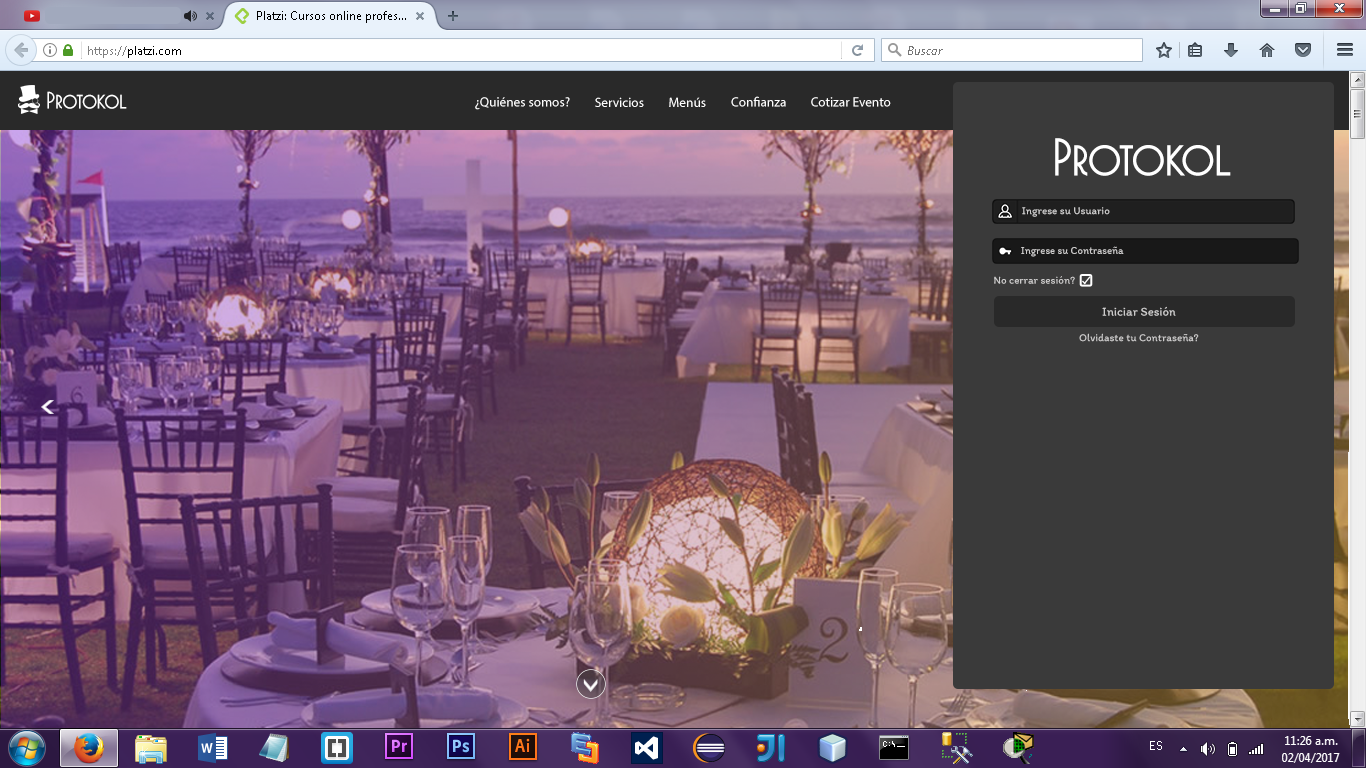 Platzi: Cursos online profes...
https://platzi.com
Buscar
PROTOKOL
¿Quiénes somos?
Servicios
Menús
Confianza
Cotizar Evento
PROTOKOL
Ingrese su Usuario
Ingrese su Contraseña
No cerrar sesión?
Iniciar Sesión
Olvidaste tu Contraseña?
6
2
W
Pr
Ps
Ai
C:\_
ES
11:26 a.m.
02/04/2017